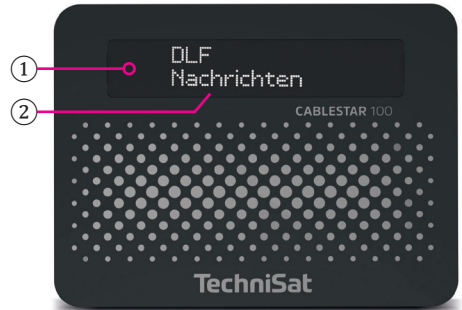 ①
DLF
Nachrichten
②
CABLESTAR 100
TechniSat